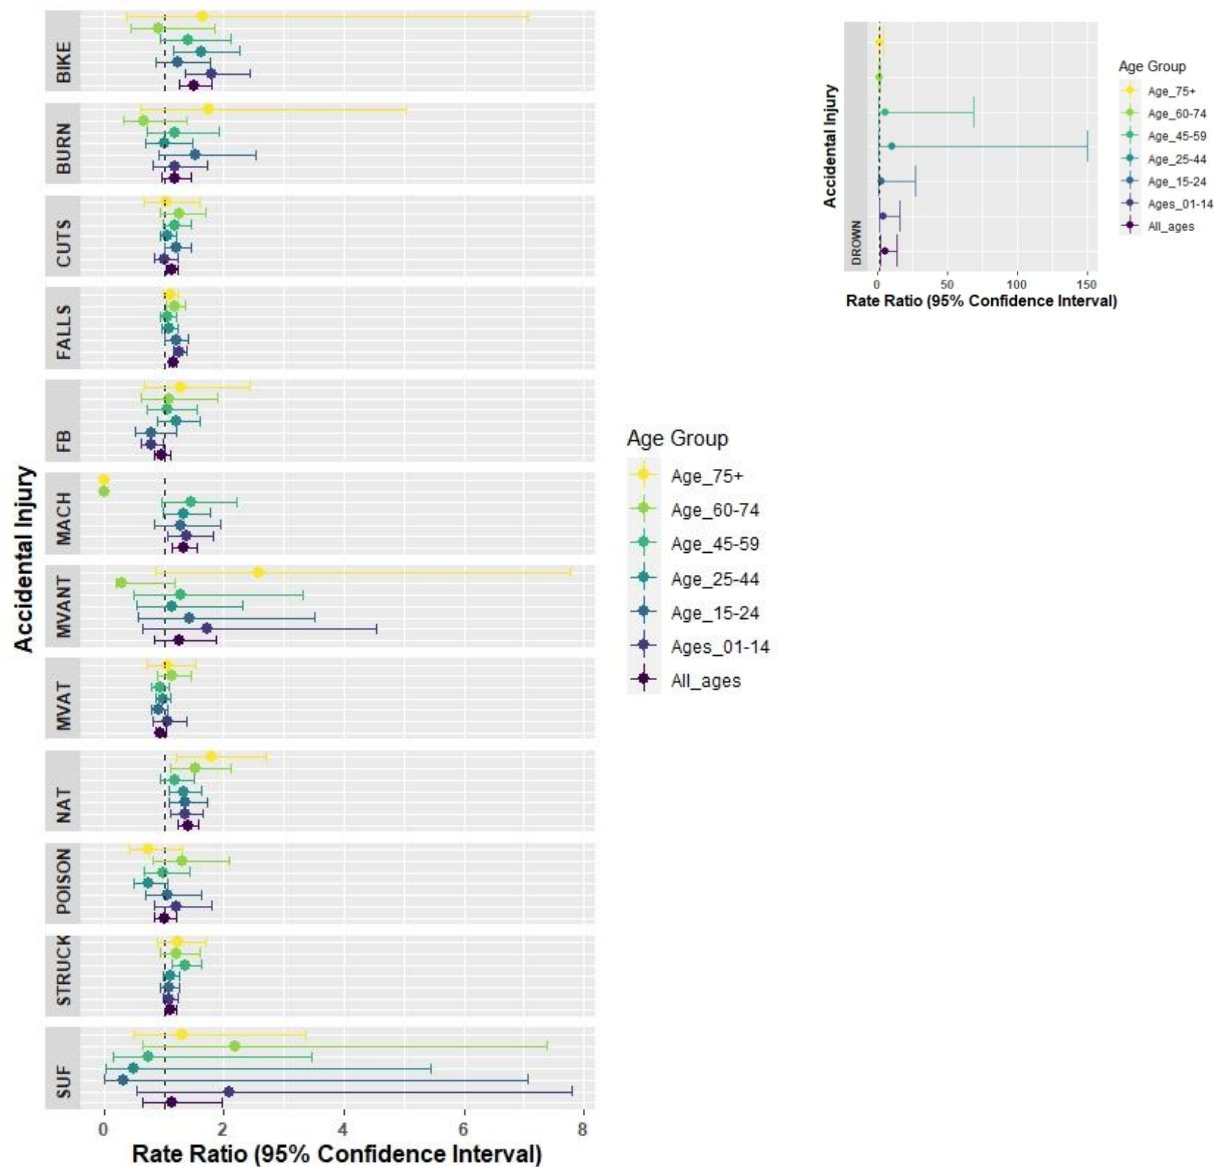 BIKE
BURN
CUTS
FALLS
FB
MACH
MVANT
MVAT
NAT
POISON
STRUCK
SUF
Accidental Injury
0 2 4 6 8
Rate Ratio (95% Confidence Interval)
Age Group
Age_75+
Age_60-74
Age_45-59
Age_25-44
Age_15-24
Ages_01-14
All_ages
Accidental Injury
DROWN
0 50 100 150
Rate Ratio (95% Confidence Interval)
Age Group
Age_75+
Age_60-74
Age_45-59
Age_25-44
Age_15-24
Ages_01-14
All_ages